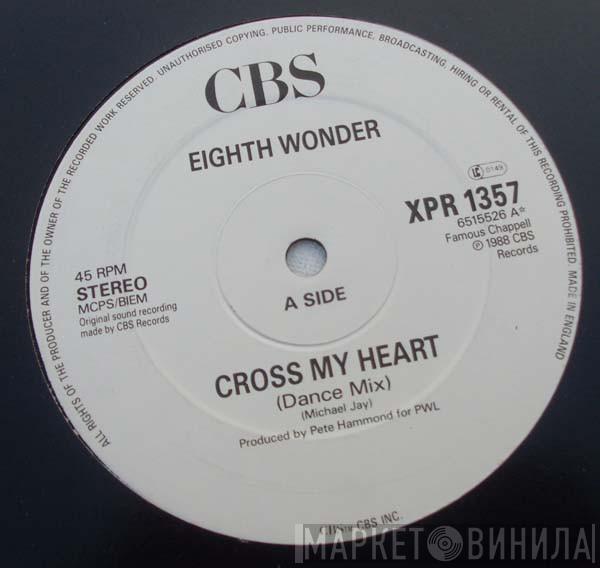 ALL RIGHTS OF THE PRODUCER AND OF THE OWNER OF THE RECORDED WORK RESERVED. UNAUTHORISED COPYING, PUBLIC PERFORMANCE, BROADCASTING, HIRING OR RENTAL OF THIS RECORDING PROHIBITED. MADE IN ENGLAND
CBS
EIGHTH WONDER
LC 0149
XPR 1357
6515526 A*
Famous Chappell
℗ 1988 CBS
Records
45 RPM
STEREO
MCPS/BIEM
Original sound recording
made by CBS Records
A SIDE
CROSS MY HEART
(Dance Mix)
(Michael Jay)
Produced by Pete Hammond for PWL
CBS CBS INC.
МАРКЕТ ВИНИЛА